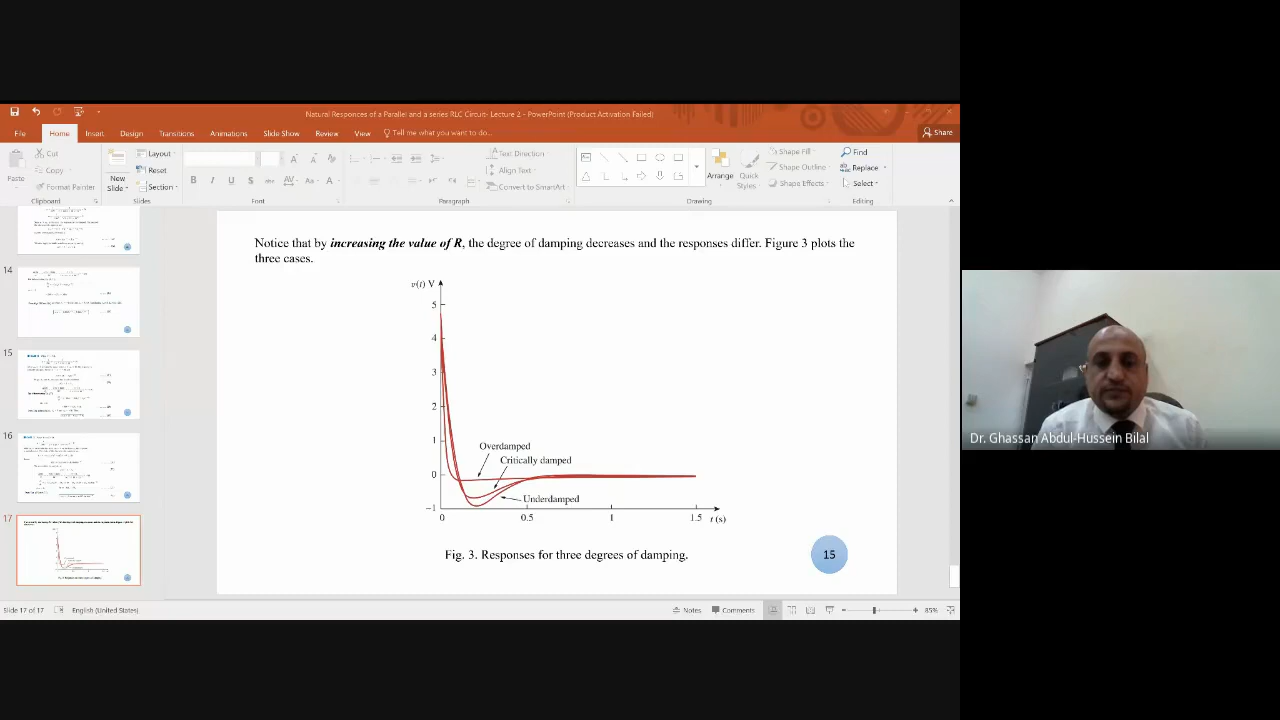 Natural Responces of a Parallel and a series RLC Circuit- Lecture 2 - PowerPoint (Product Activation Failed)
File Home Insert Design Transitions Animations Slide Show Review View Tell me what you want to do... Share
Paste
Cut
Copy
Format Painter
Clipboard
New Slide
Layout
Reset
Section
Slides
B I U S abc AV Aa A
Font
Text Direction
Align Text
Convert to SmartArt
Paragraph
Arrange
Quick Styles
Shape Fill
Shape Outline
Shape Effects
Drawing
Find
Replace
Select
Editing
14
15
16
17
Notice that by increasing the value of R, the degree of damping decreases and the responses differ. Figure 3 plots the
three cases.
v(t) V
5
4
3
2
1
0
-1
Overdamped
Critically damped
Underdamped
0 0.5 1 1.5 t (s)
Fig. 3. Responses for three degrees of damping.
15
Dr. Ghassan Abdul-Hussein Bilal
Slide 17 of 17 English (United States) Notes Comments 85%